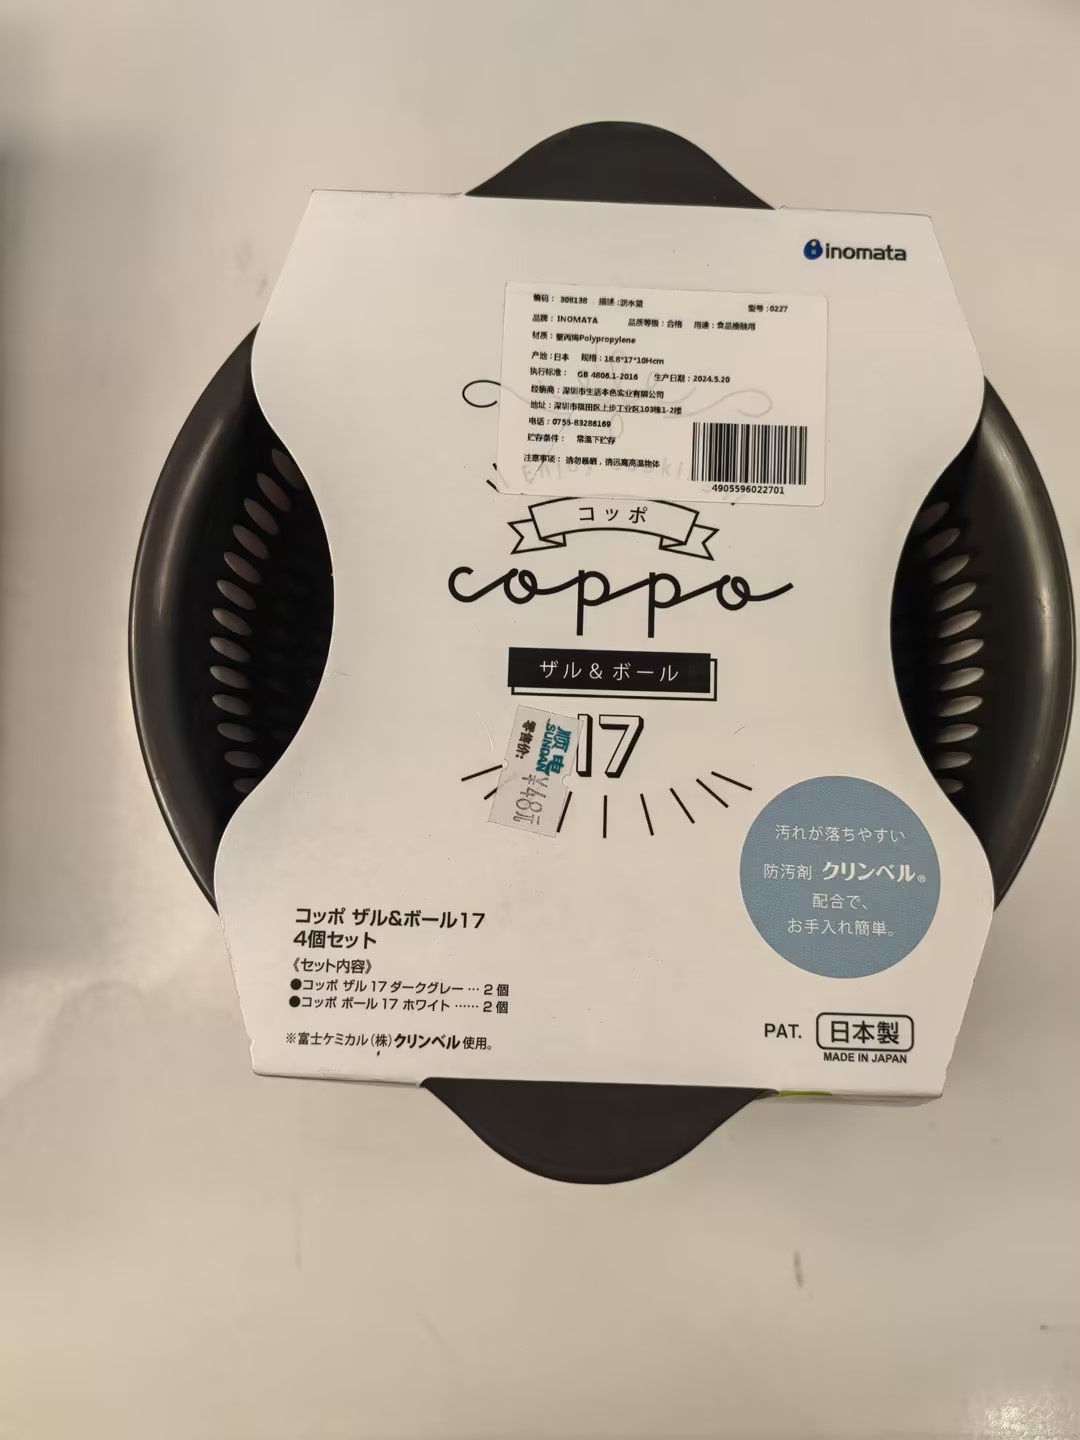 inomata
编码: 308138 描述:沥水篮 型号:0227
品牌:INOMATA 品质等级:合格 用途:食品接触用
材质:聚丙烯Polypropylene
产地:日本 规格:18.8*17*10Hcm
执行标准: GB 4806.1-2016 生产日期:2024.5.20
经销商:深圳市生活本色实业有限公司
地址:深圳市福田区上步工业区103栋1-2楼
电话:0755-83286169
贮存条件: 常温下贮存
注意事项: 请勿暴晒,请远离高温物体
4905596022701
コッポ
coppo
ザル&ボール
17
顺电
SUNDAN
零售价:
¥48元
汚れが落ちやすい
防汚剤 クリンベル®
配合で、
お手入れ簡単。
コッポ ザル&ボール17
4個セット
《セット内容》
●コッポ ザル 17 ダークグレー … 2 個
●コッポ ボール 17 ホワイト …… 2 個
※富士ケミカル(株)クリンベル使用。
PAT. 日本製
MADE IN JAPAN